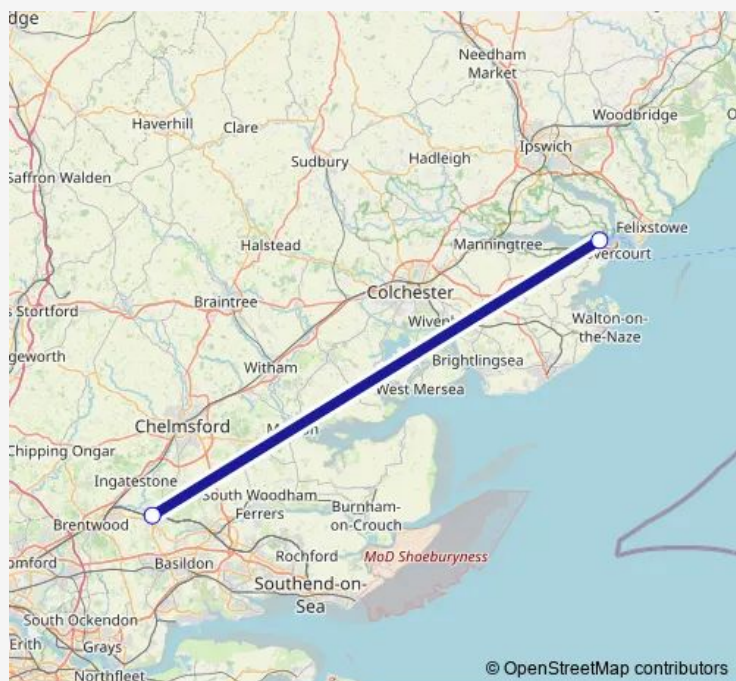 dge
Needham
Market
Haverhill
Clare
Woodbridge
Ipswich
Sudbury
Hadleigh
Saffron Walden
Felixstowe
Halstead
Manningtree
vercourt
Colchester
Braintree
s Stortford
Walton-on-
the-Naze
Wiven
dgeworth
Brightlingsea
Witham
West Mersea
Chelmsford
Chipping Ongar
Ingatestone
South Woodham
Ferrers
Burnham-
on-Crouch
Brentwood
Rochford
MoD Shoeburyness
omford
Basildon
Southend-on-
Sea
South Ockendon
Erith
Grays
Northfleet
© OpenStreetMap contributors